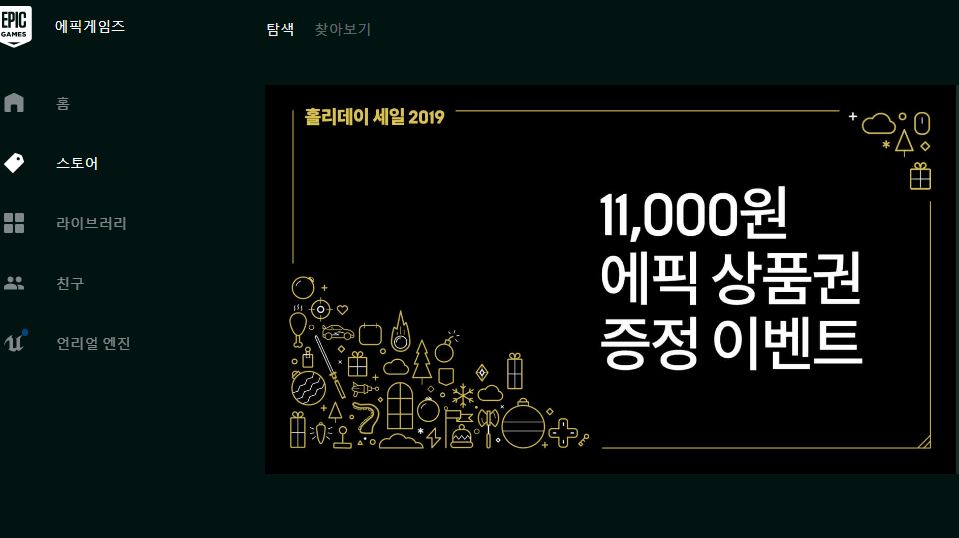 EPIC
GAMES
에픽게임즈
탐색 찾아보기
홈
스토어
라이브러리
친구
언리얼 엔진
홀리데이 세일 2019
11,000원
에픽 상품권
증정 이벤트